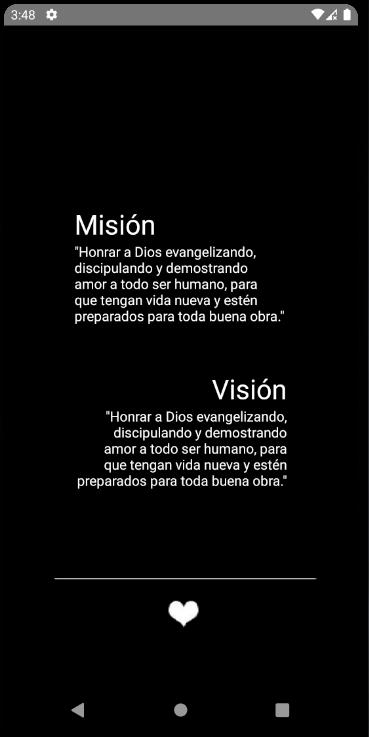 3:48
Misión
"Honrar a Dios evangelizando,
discipulando y demostrando
amor a todo ser humano, para
que tengan vida nueva y estén
preparados para toda buena obra."
Visión
"Honrar a Dios evangelizando,
discipulando y demostrando
amor a todo ser humano, para
que tengan vida nueva y estén
preparados para toda buena obra."